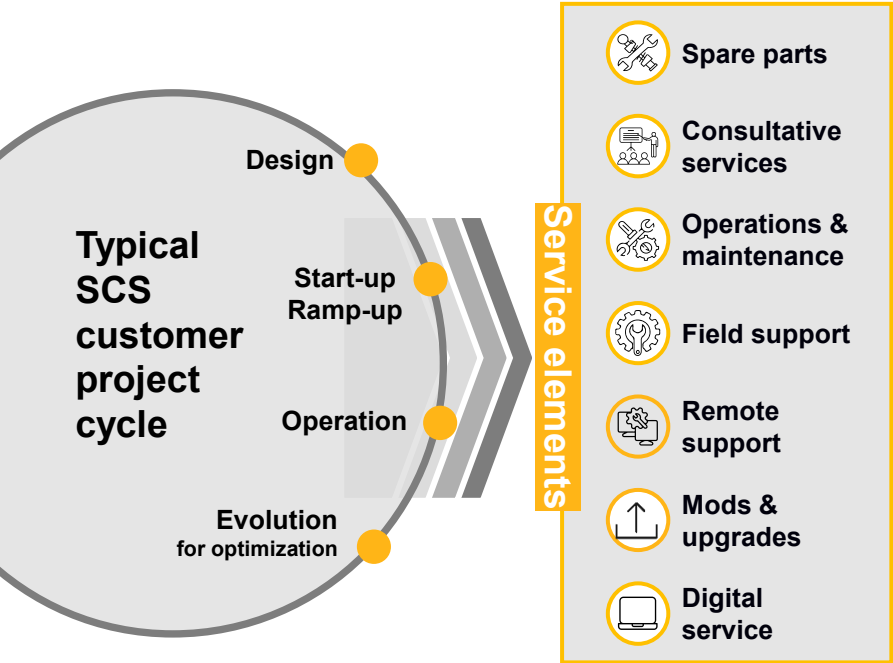 Typical
SCS
customer
project
cycle
Design
Start-up
Ramp-up
Operation
Evolution
for optimization
Service elements
Spare parts
Consultative
services
Operations &
maintenance
Field support
Remote
support
Mods &
upgrades
Digital
service